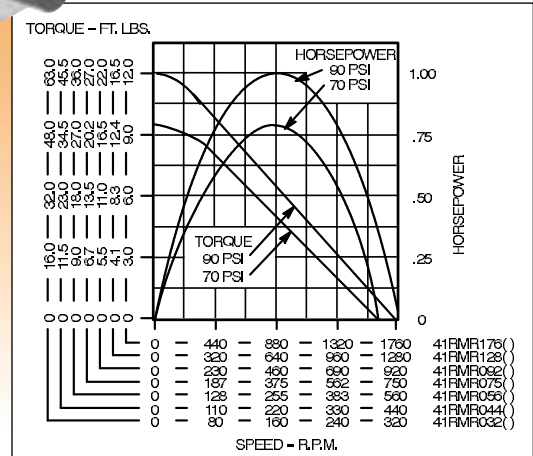 TORQUE – FT. LBS.
HORSEPOWER
90 PSI
70 PSI
63.0 45.5 36.0 27.0 22.0 16.5 12.0
48.0 34.5 27.0 20.2 16.5 12.4 9.0
32.0 23.0 18.0 13.5 11.0 8.3 6.0
16.0 11.5 9.0 6.7 5.5 4.1 3.0
0 0 0 0 0 0 0
1.00
.75
.50
.25
0
HORSEPOWER
TORQUE
90 PSI
70 PSI
0 – 440 – 880 – 1320 – 1760 41RMR176( )
0 – 320 – 640 – 960 – 1280 41RMR128( )
0 – 230 – 460 – 690 – 920 41RMR092( )
0 – 187 – 375 – 562 – 750 41RMR075( )
0 – 128 – 255 – 383 – 560 41RMR056( )
0 – 110 – 220 – 330 – 440 41RMR044( )
0 – 80 – 160 – 240 – 320 41RMR032( )
SPEED – R.P.M.